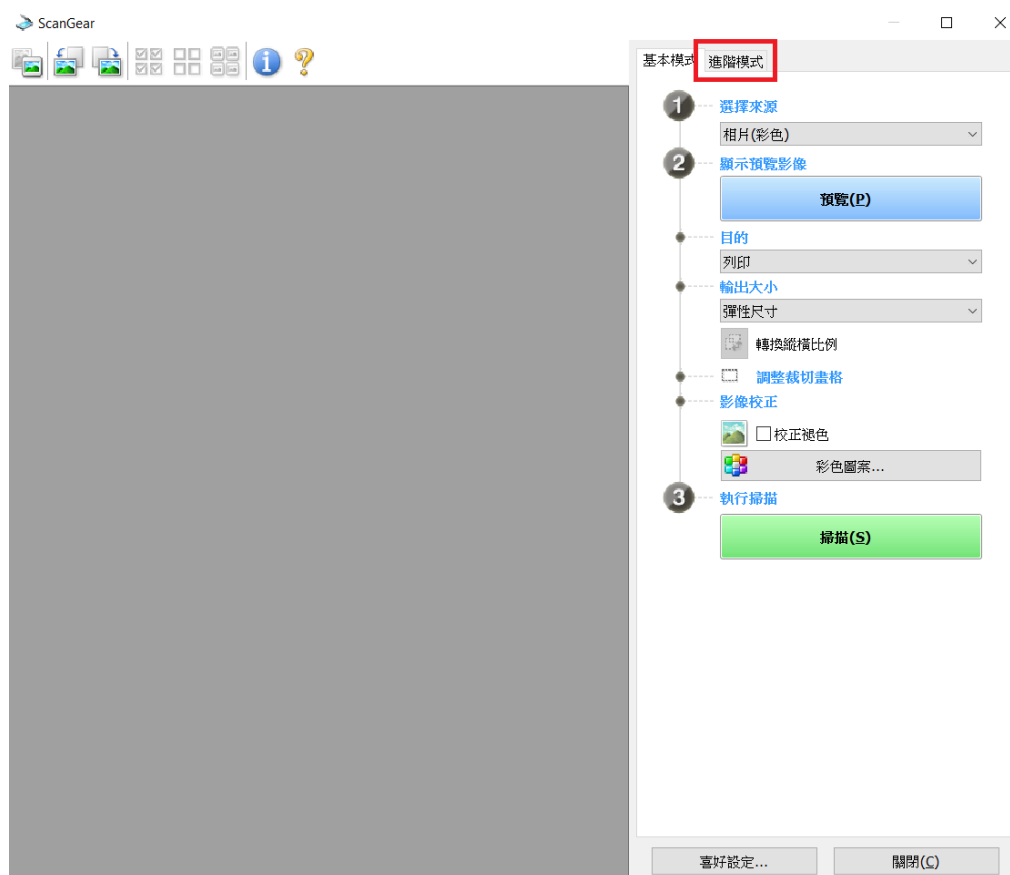 ScanGear
基本模式
進階模式
1
選擇來源
相片(彩色)
2
顯示預覽影像
預覽(P)
目的
列印
輸出大小
彈性尺寸
轉換縱橫比例
調整裁切畫格
影像校正
校正褪色
彩色圖案...
3
執行掃描
掃描(S)
喜好設定...
關閉(C)